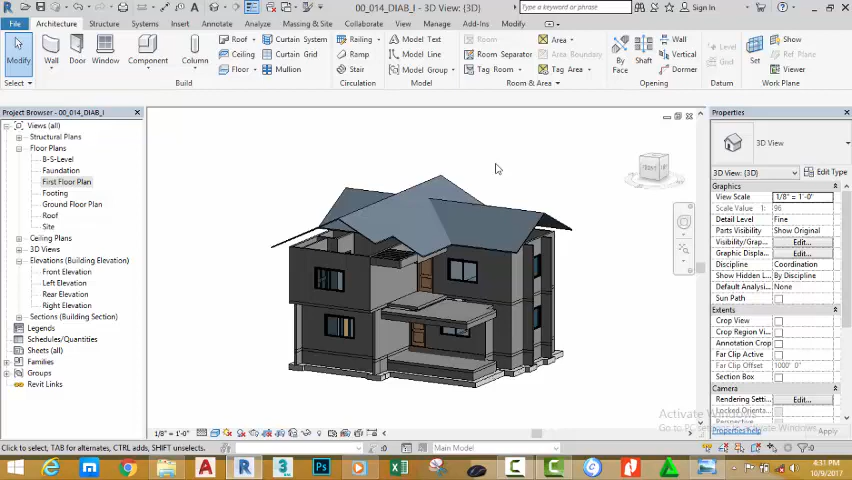 00_014_DIAB_I - 3D View: {3D}
Type a keyword or phrase
Sign In
File Architecture Structure Systems Insert Annotate Analyze Massing & Site Collaborate View Manage Add-Ins Modify
Modify Wall Door Window Component Column
Roof Curtain System
Ceiling Curtain Grid
Floor Mullion
Railing Model Text
Ramp Model Line
Stair Model Group
Room Area
Room Separator Area Boundary
Tag Room Tag Area
By Face Shaft
Wall
Vertical
Dormer
Level
Grid
Set
Show
Ref Plane
Viewer
Select Build Circulation Model Room & Area Opening Datum Work Plane
Project Browser - 00_014_DIAB_I
Views (all)
Structural Plans
Floor Plans
B-S-Level
Foundation
First Floor Plan
Footing
Ground Floor Plan
Roof
Site
Ceiling Plans
3D Views
Elevations (Building Elevation)
Front Elevation
Left Elevation
Rear Elevation
Right Elevation
Sections (Building Section)
Legends
Schedules/Quantities
Sheets (all)
Families
Groups
Revit Links
FRONT
Properties
3D View
3D View: {3D} Edit Type
Graphics
View Scale 1/8" = 1'-0"
Scale Value 1: 96
Detail Level Fine
Parts Visibility Show Original
Visibility/Grap... Edit...
Graphic Displa... Edit...
Discipline Coordination
Show Hidden L... By Discipline
Default Analysi... None
Sun Path
Extents
Crop View
Crop Region Vi...
Annotation Crop
Far Clip Active
Far Clip Offset 1000' 0"
Section Box
Camera
Rendering Setti... Edit...
Locked Orienta...
Properties help Apply
Activate Windows
1/8" = 1'-0"
Click to select, TAB for alternates, CTRL adds, SHIFT unselects. :0 Main Model :0
4:31 PM
10/9/2017